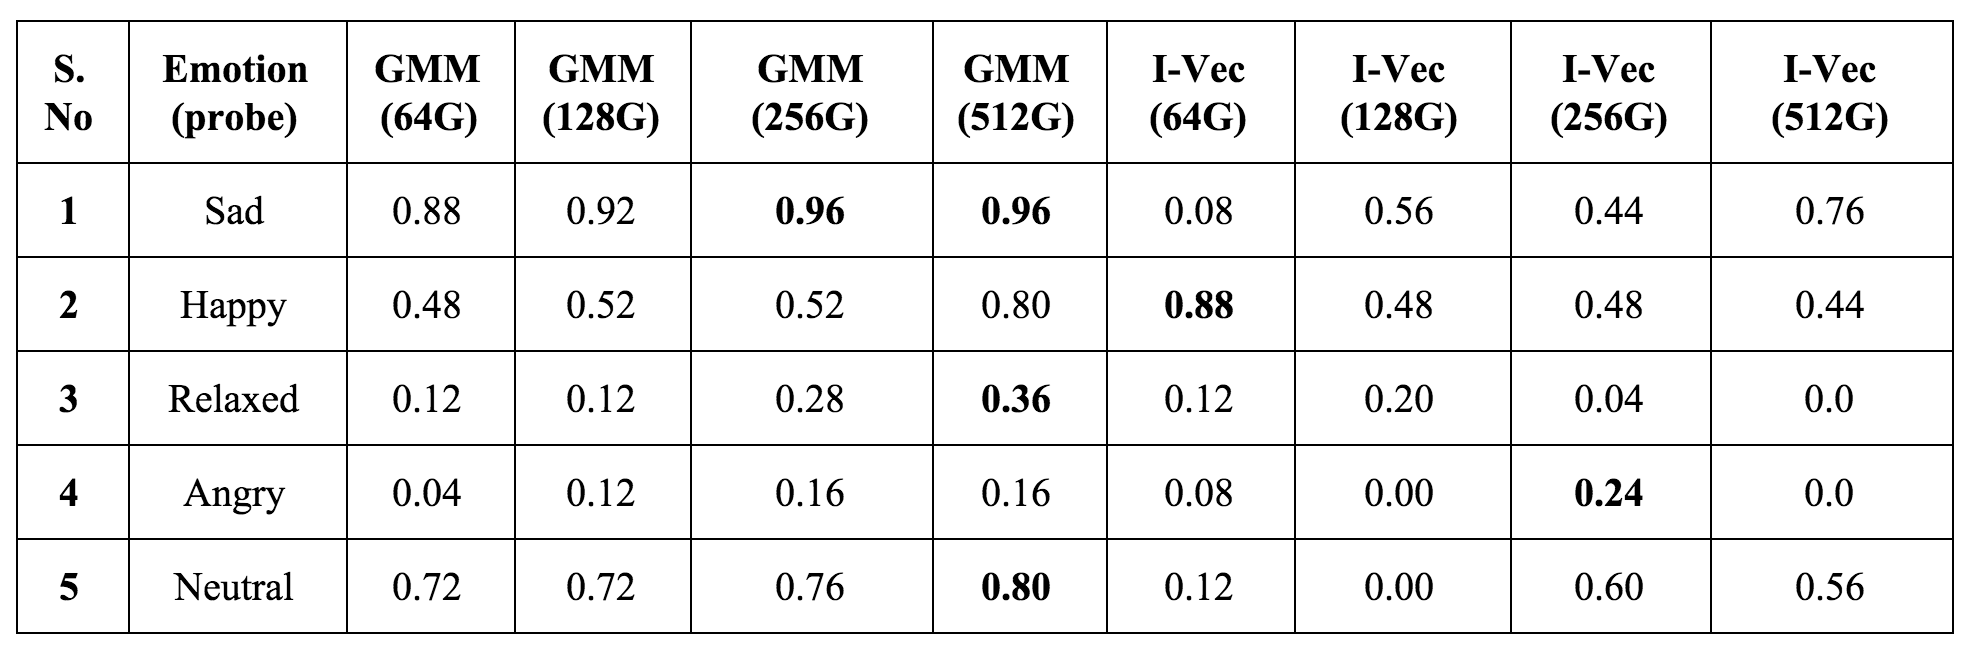 S. No Emotion (probe) GMM (64G) GMM (128G) GMM (256G) GMM (512G) I-Vec (64G) I-Vec (128G) I-Vec (256G) I-Vec (512G)
1 Sad 0.88 0.92 0.96 0.96 0.08 0.56 0.44 0.76
2 Happy 0.48 0.52 0.52 0.80 0.88 0.48 0.48 0.44
3 Relaxed 0.12 0.12 0.28 0.36 0.12 0.20 0.04 0.0
4 Angry 0.04 0.12 0.16 0.16 0.08 0.00 0.24 0.0
5 Neutral 0.72 0.72 0.76 0.80 0.12 0.00 0.60 0.56